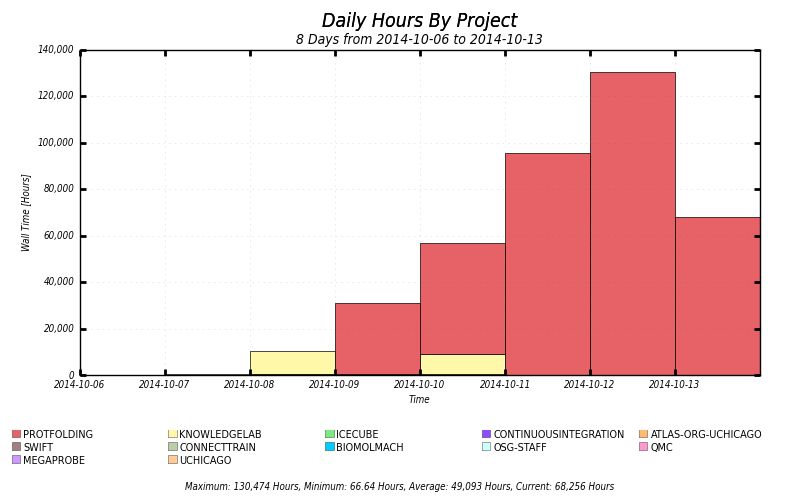 Daily Hours By Project
8 Days from 2014-10-06 to 2014-10-13
140,000
120,000
100,000
80,000
60,000
40,000
20,000
0
Wall Time [Hours]
2014-10-06 2014-10-07 2014-10-08 2014-10-09 2014-10-10 2014-10-11 2014-10-12 2014-10-13
Time
PROTFOLDING KNOWLEDGELAB ICECUBE CONTINUOUSINTEGRATION ATLAS-ORG-UCHICAGO
SWIFT CONNECTTRAIN BIOMOLMACH OSG-STAFF QMC
MEGAPROBE UCHICAGO
Maximum: 130,474 Hours, Minimum: 66.64 Hours, Average: 49,093 Hours, Current: 68,256 Hours